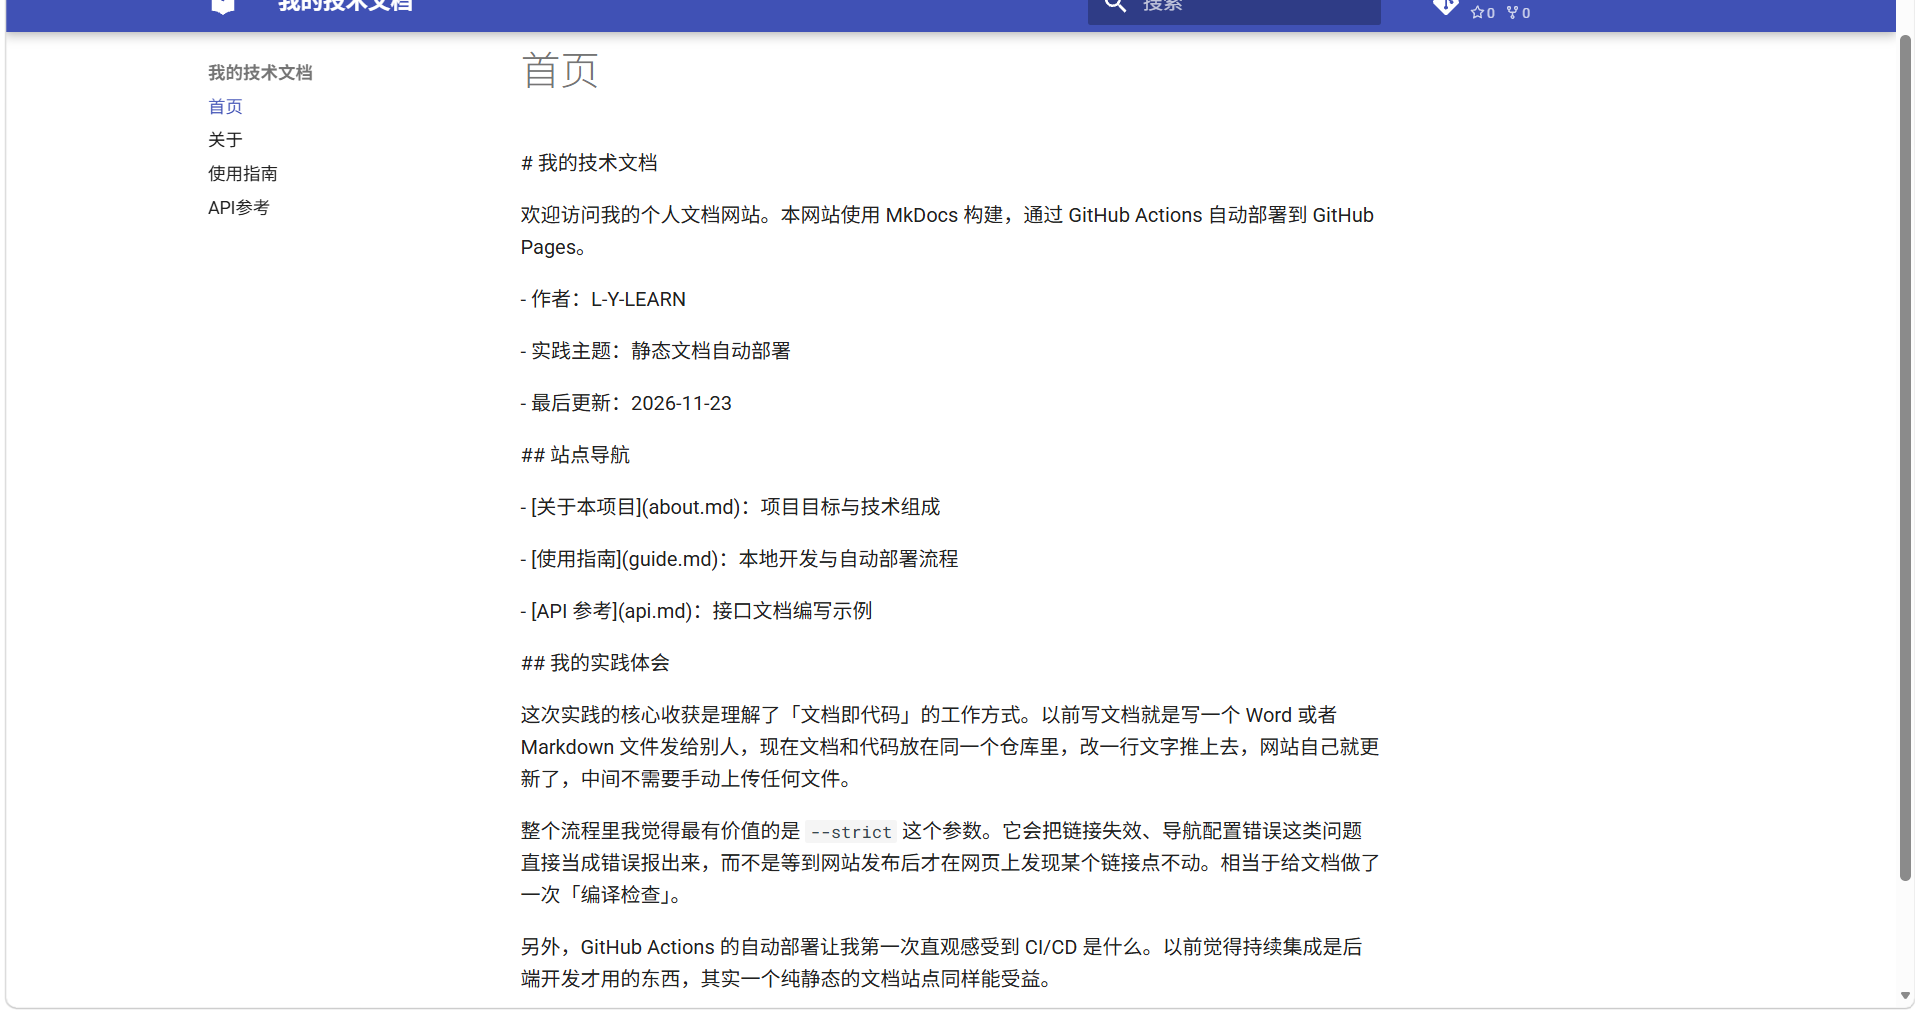 我的技术文档
搜索
0 0
我的技术文档
首页
关于
使用指南
API参考
首页
# 我的技术文档
欢迎访问我的个人文档网站。本网站使用 MkDocs 构建，通过 GitHub Actions 自动部署到 GitHub
Pages。
- 作者：L-Y-LEARN
- 实践主题：静态文档自动部署
- 最后更新：2026-11-23
## 站点导航
- [关于本项目](about.md)：项目目标与技术组成
- [使用指南](guide.md)：本地开发与自动部署流程
- [API 参考](api.md)：接口文档编写示例
## 我的实践体会
这次实践的核心收获是理解了「文档即代码」的工作方式。以前写文档就是写一个 Word 或者
Markdown 文件发给别人，现在文档和代码放在同一个仓库里，改一行文字推上去，网站自己就更
新了，中间不需要手动上传任何文件。
整个流程里我觉得最有价值的是 --strict 这个参数。它会把链接失效、导航配置错误这类问题
直接当成错误报出来，而不是等到网站发布后才在网页上发现某个链接点不动。相当于给文档做了
一次「编译检查」。
另外，GitHub Actions 的自动部署让我第一次直观感受到 CI/CD 是什么。以前觉得持续集成是后
端开发才用的东西，其实一个纯静态的文档站点同样能受益。